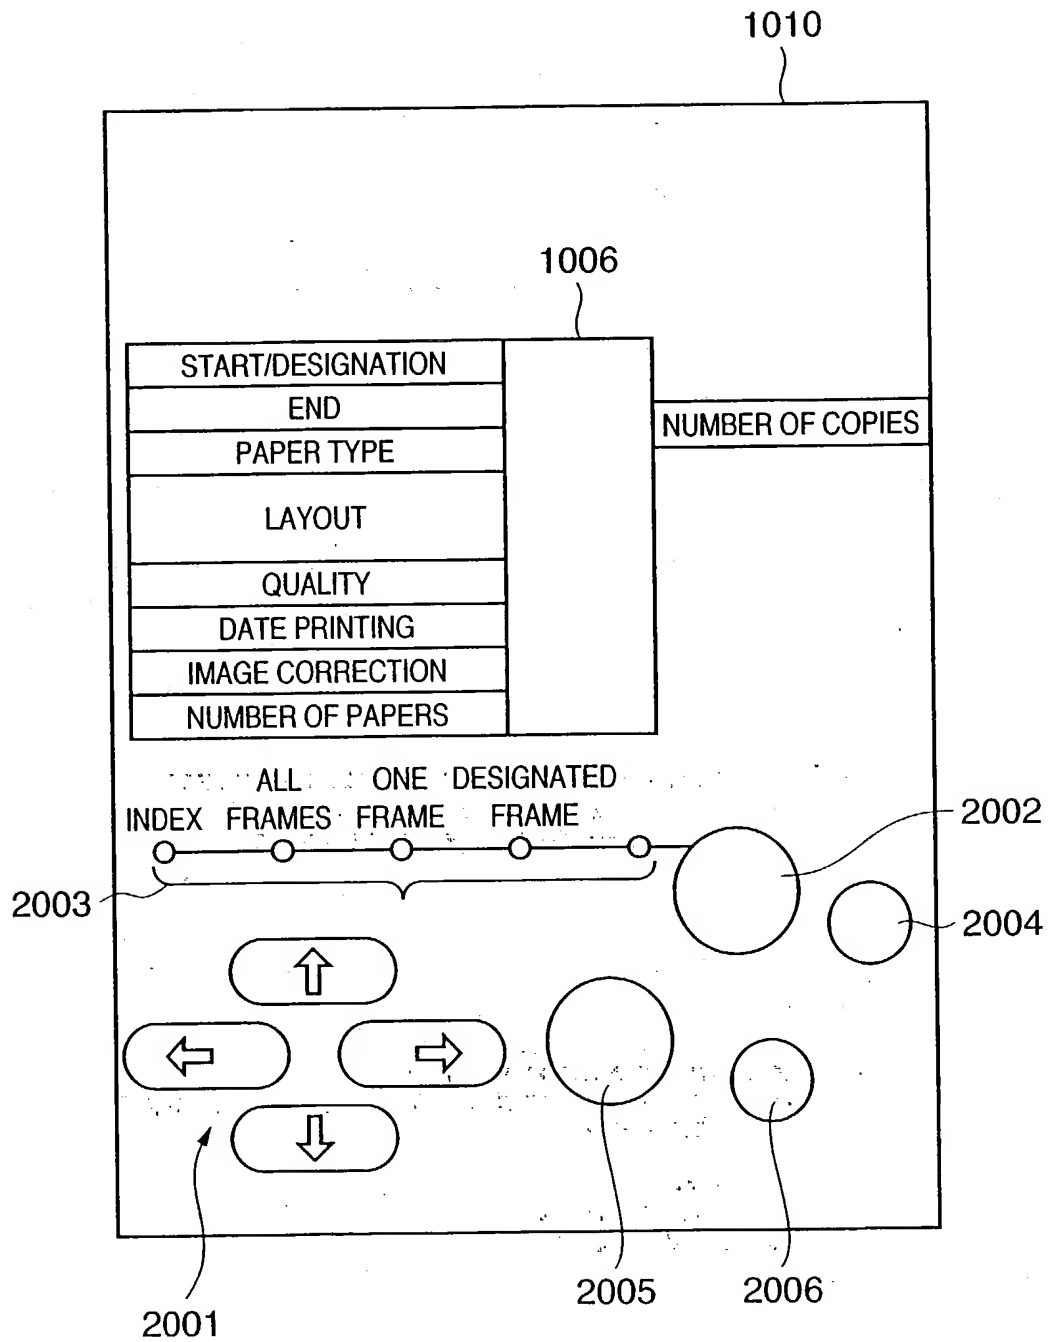 1010
1006
START/DESIGNATION
END
NUMBER OF COPIES
PAPER TYPE
LAYOUT
QUALITY
DATE PRINTING
IMAGE CORRECTION
NUMBER OF PAPERS
ALL ONE DESIGNATED
INDEX FRAMES FRAME FRAME
2002
2003
2004
2005
2006
2001